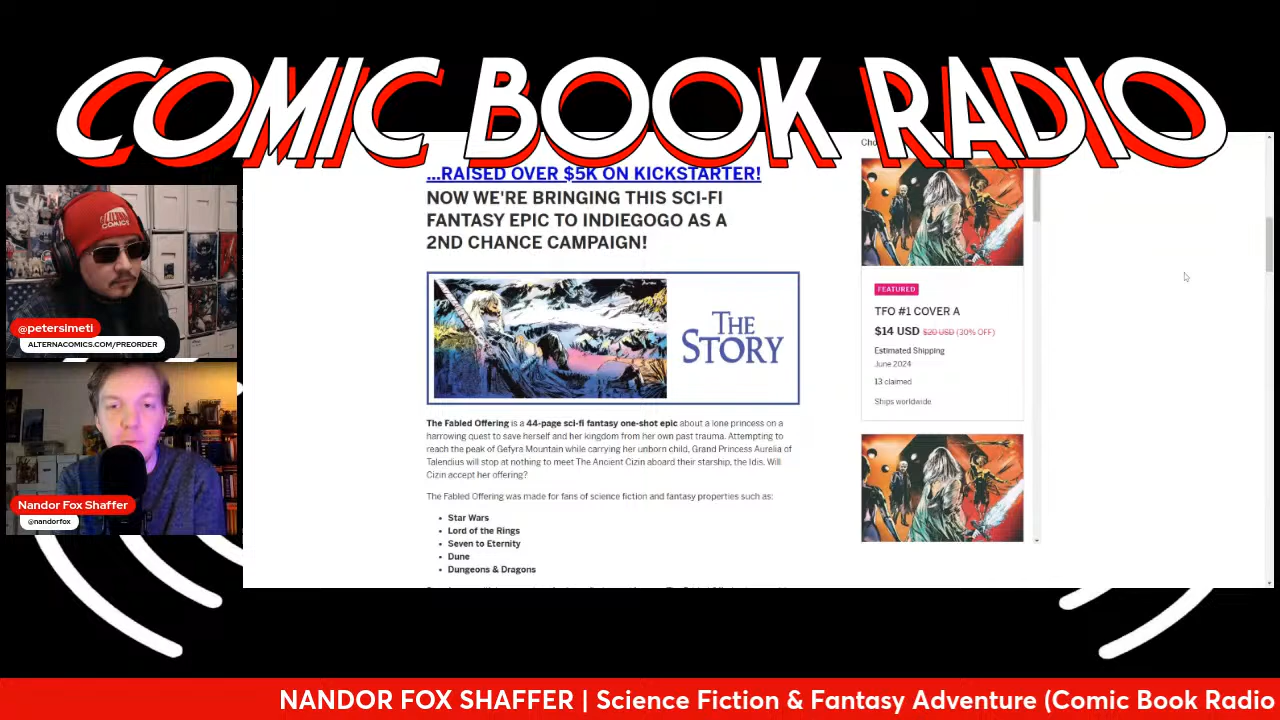 COMIC BOOK RADIO
...RAISED OVER $5K ON KICKSTARTER!
NOW WE'RE BRINGING THIS SCI-FI
FANTASY EPIC TO INDIEGOGO AS A
2ND CHANCE CAMPAIGN!
THE
STORY
The Fabled Offering is a 44-page sci-fi fantasy one-shot epic about a lone princess on a
harrowing quest to save herself and her kingdom from her own past trauma. Attempting to
reach the peak of Gefyra Mountain while carrying her unborn child, Grand Princess Aurelia of
Talendius will stop at nothing to meet The Ancient Cizin aboard their starship, the Idis. Will
Cizin accept her offering?
The Fabled Offering was made for fans of science fiction and fantasy properties such as:
• Star Wars
• Lord of the Rings
• Seven to Eternity
• Dune
• Dungeons & Dragons
FEATURED
TFO #1 COVER A
$14 USD $20 USD (30% OFF)
Estimated Shipping
June 2024
13 claimed
Ships worldwide
ALTERNA
COMICS
@petersimeti
ALTERNACOMICS.COM/PREORDER
Nandor Fox Shaffer
@nandorfox
NANDOR FOX SHAFFER | Science Fiction & Fantasy Adventure (Comic Book Radio